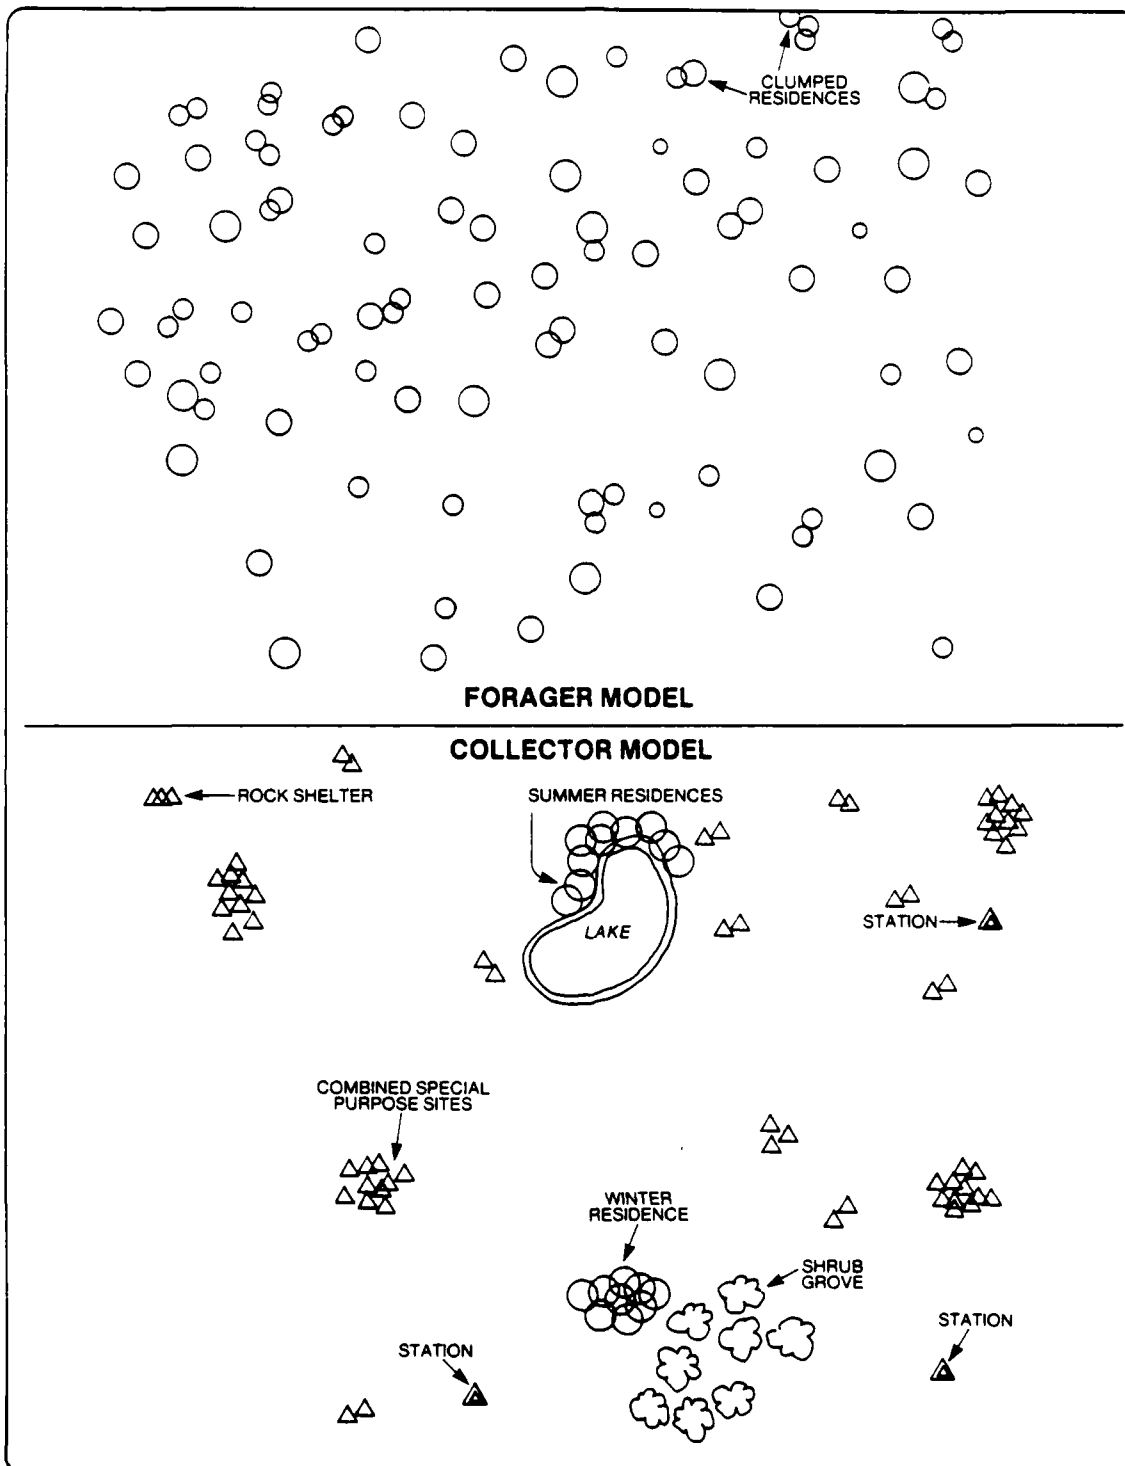 CLUMPED
RESIDENCES
FORAGER MODEL
COLLECTOR MODEL
ROCK SHELTER
SUMMER RESIDENCES
LAKE
STATION
COMBINED SPECIAL
PURPOSE SITES
WINTER
RESIDENCE
SHRUB
GROVE
STATION
STATION